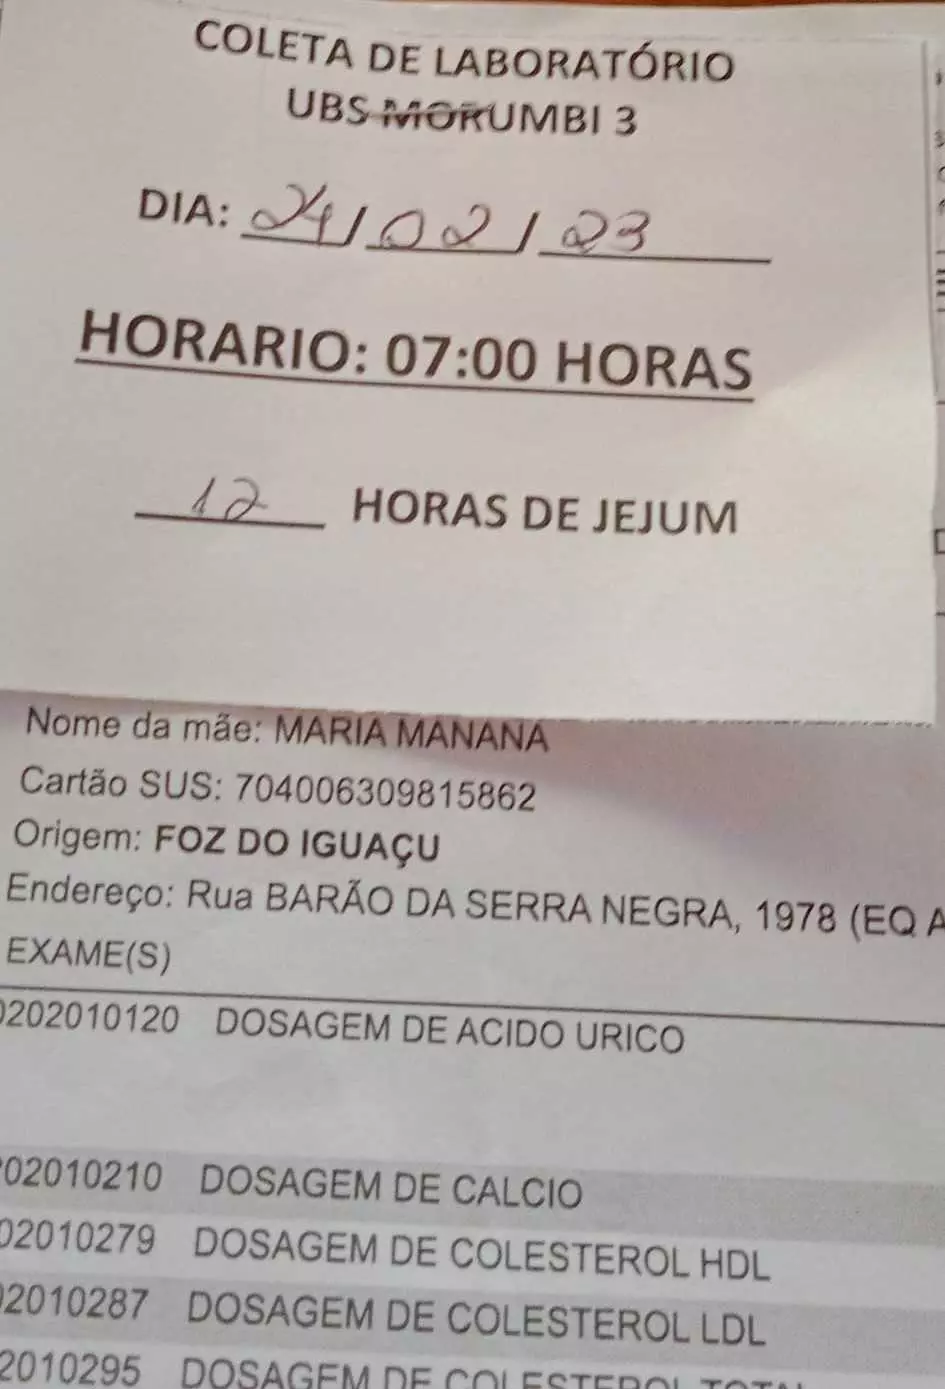 COLETA DE LABORATÓRIO
UBS MORUMBI 3
DIA: 24/02/23
HORARIO: 07:00 HORAS
12 HORAS DE JEJUM
Nome da mãe: MARIA MANANA
Cartão SUS: 704006309815862
Origem: FOZ DO IGUAÇU
Endereço: Rua BARÃO DA SERRA NEGRA, 1978 (EQ A
EXAME(S)
0202010120 DOSAGEM DE ACIDO URICO
02010210 DOSAGEM DE CALCIO
02010279 DOSAGEM DE COLESTEROL HDL
02010287 DOSAGEM DE COLESTEROL LDL
2010295 DOSAGEM DE COLESTEROL TOTAL